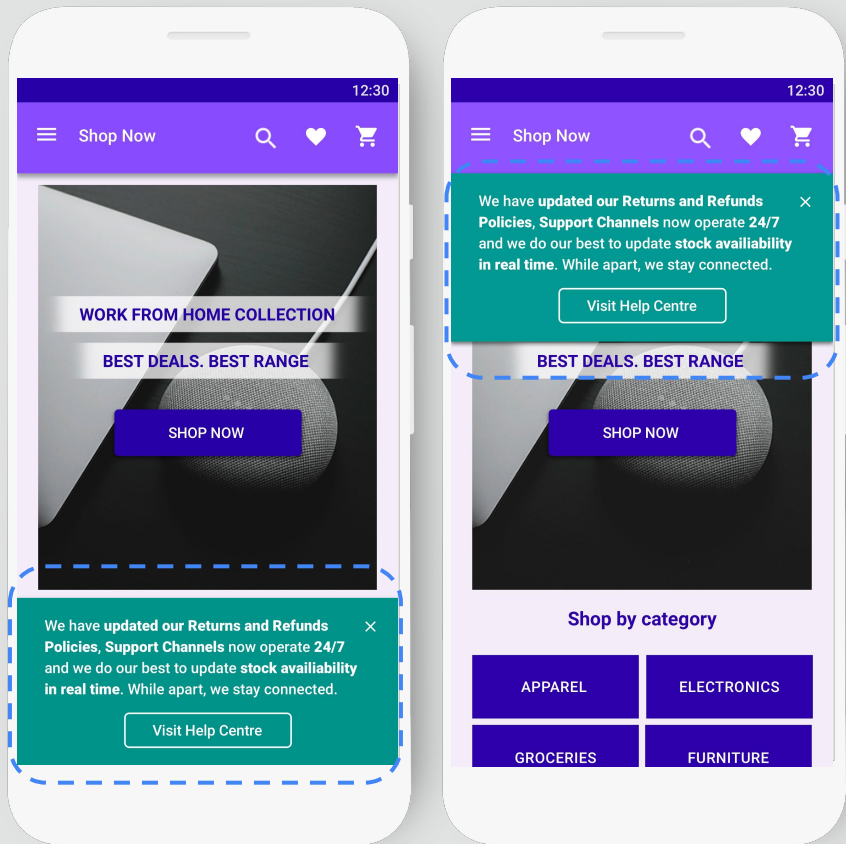 12:30
Shop Now
WORK FROM HOME COLLECTION
BEST DEALS. BEST RANGE
SHOP NOW
We have updated our Returns and Refunds
Policies, Support Channels now operate 24/7
and we do our best to update stock availiability
in real time. While apart, we stay connected.
Visit Help Centre
12:30
Shop Now
We have updated our Returns and Refunds
Policies, Support Channels now operate 24/7
and we do our best to update stock availiability
in real time. While apart, we stay connected.
Visit Help Centre
BEST DEALS. BEST RANGE
SHOP NOW
Shop by category
APPAREL
ELECTRONICS
GROCERIES
FURNITURE